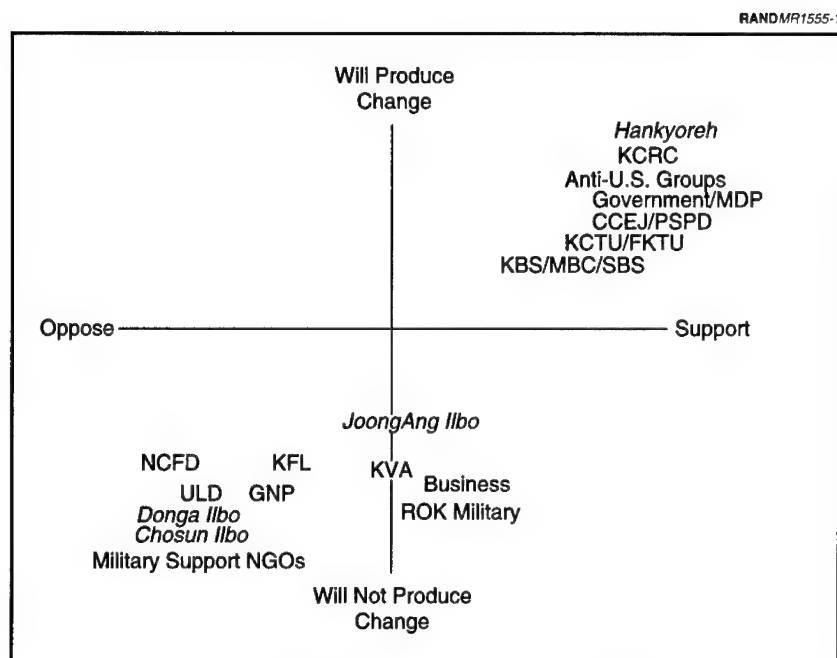 RANDMR1555-
Will Produce
Change
Hankyoreh
KCRC
Anti-U.S. Groups
Government/MDP
CCEJ/PSPD
KCTU/FKTU
KBS/MBC/SBS
Oppose
Support
JoongAng Ilbo
NCFD KFL KVA
Business
ULD GNP
Donga Ilbo
ROK Military
Chosun Ilbo
Military Support NGOs
Will Not Produce
Change